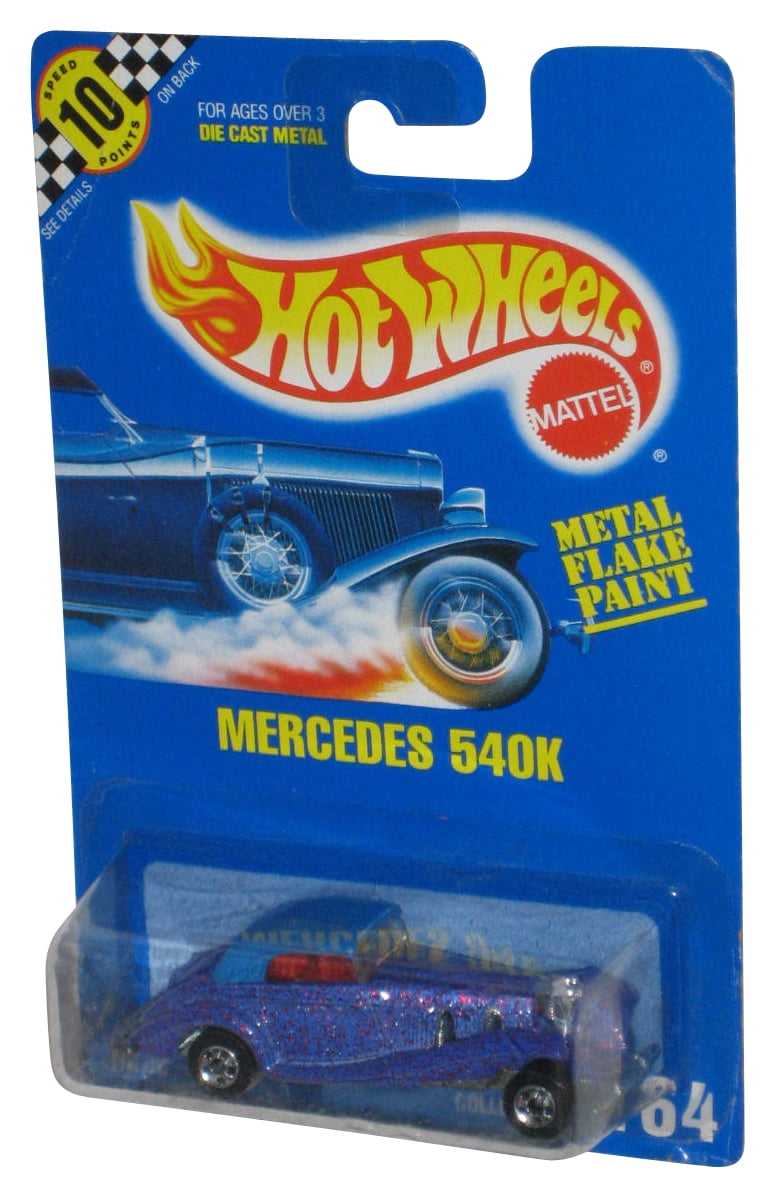 SPEED
10
POINTS
ON BACK
SEE DETAILS
FOR AGES OVER 3
DIE CAST METAL
HOT WHEELS
®
MATTEL
®
METAL
FLAKE
PAINT
MERCEDES 540K
64